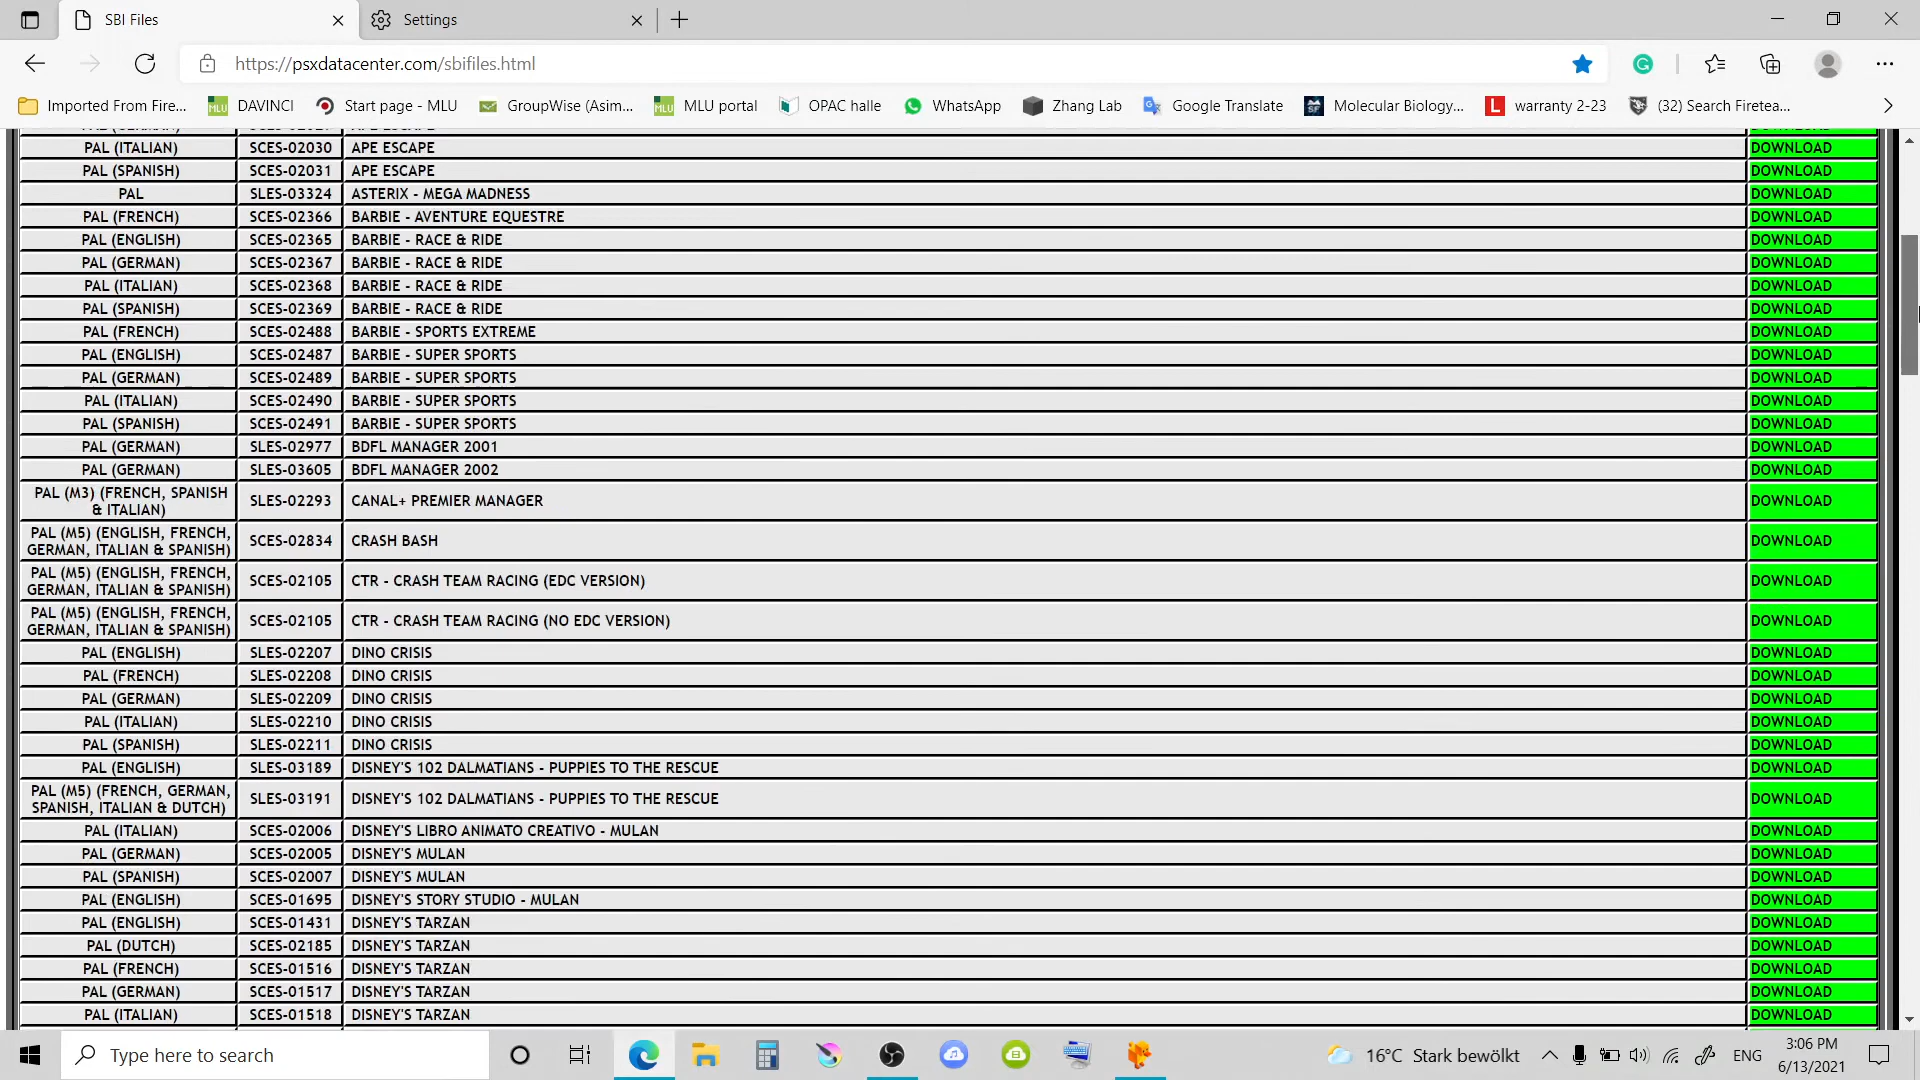 SBI Files
Settings
https://psxdatacenter.com/sbifiles.html
Imported From Fire...
DAVINCI
Start page - MLU
GroupWise (Asim...
MLU portal
OPAC halle
WhatsApp
Zhang Lab
Google Translate
Molecular Biology...
warranty 2-23
(32) Search Firetea...
PAL (ITALIAN) SCES-02030 APE ESCAPE DOWNLOAD
PAL (SPANISH) SCES-02031 APE ESCAPE DOWNLOAD
PAL SLES-03324 ASTERIX - MEGA MADNESS DOWNLOAD
PAL (FRENCH) SCES-02366 BARBIE - AVENTURE EQUESTRE DOWNLOAD
PAL (ENGLISH) SCES-02365 BARBIE - RACE & RIDE DOWNLOAD
PAL (GERMAN) SCES-02367 BARBIE - RACE & RIDE DOWNLOAD
PAL (ITALIAN) SCES-02368 BARBIE - RACE & RIDE DOWNLOAD
PAL (SPANISH) SCES-02369 BARBIE - RACE & RIDE DOWNLOAD
PAL (FRENCH) SCES-02488 BARBIE - SPORTS EXTREME DOWNLOAD
PAL (ENGLISH) SCES-02487 BARBIE - SUPER SPORTS DOWNLOAD
PAL (GERMAN) SCES-02489 BARBIE - SUPER SPORTS DOWNLOAD
PAL (ITALIAN) SCES-02490 BARBIE - SUPER SPORTS DOWNLOAD
PAL (SPANISH) SCES-02491 BARBIE - SUPER SPORTS DOWNLOAD
PAL (GERMAN) SLES-02977 BDFL MANAGER 2001 DOWNLOAD
PAL (GERMAN) SLES-03605 BDFL MANAGER 2002 DOWNLOAD
PAL (M3) (FRENCH, SPANISH
& ITALIAN) SLES-02293 CANAL+ PREMIER MANAGER DOWNLOAD
PAL (M5) (ENGLISH, FRENCH,
GERMAN, ITALIAN & SPANISH) SCES-02834 CRASH BASH DOWNLOAD
PAL (M5) (ENGLISH, FRENCH,
GERMAN, ITALIAN & SPANISH) SCES-02105 CTR - CRASH TEAM RACING (EDC VERSION) DOWNLOAD
PAL (M5) (ENGLISH, FRENCH,
GERMAN, ITALIAN & SPANISH) SCES-02105 CTR - CRASH TEAM RACING (NO EDC VERSION) DOWNLOAD
PAL (ENGLISH) SLES-02207 DINO CRISIS DOWNLOAD
PAL (FRENCH) SLES-02208 DINO CRISIS DOWNLOAD
PAL (GERMAN) SLES-02209 DINO CRISIS DOWNLOAD
PAL (ITALIAN) SLES-02210 DINO CRISIS DOWNLOAD
PAL (SPANISH) SLES-02211 DINO CRISIS DOWNLOAD
PAL (ENGLISH) SLES-03189 DISNEY'S 102 DALMATIANS - PUPPIES TO THE RESCUE DOWNLOAD
PAL (M5) (FRENCH, GERMAN,
SPANISH, ITALIAN & DUTCH) SLES-03191 DISNEY'S 102 DALMATIANS - PUPPIES TO THE RESCUE DOWNLOAD
PAL (ITALIAN) SCES-02006 DISNEY'S LIBRO ANIMATO CREATIVO - MULAN DOWNLOAD
PAL (GERMAN) SCES-02005 DISNEY'S MULAN DOWNLOAD
PAL (SPANISH) SCES-02007 DISNEY'S MULAN DOWNLOAD
PAL (ENGLISH) SCES-01695 DISNEY'S STORY STUDIO - MULAN DOWNLOAD
PAL (ENGLISH) SCES-01431 DISNEY'S TARZAN DOWNLOAD
PAL (DUTCH) SCES-02185 DISNEY'S TARZAN DOWNLOAD
PAL (FRENCH) SCES-01516 DISNEY'S TARZAN DOWNLOAD
PAL (GERMAN) SCES-01517 DISNEY'S TARZAN DOWNLOAD
PAL (ITALIAN) SCES-01518 DISNEY'S TARZAN DOWNLOAD
Type here to search
16°C Stark bewölkt
ENG
3:06 PM
6/13/2021